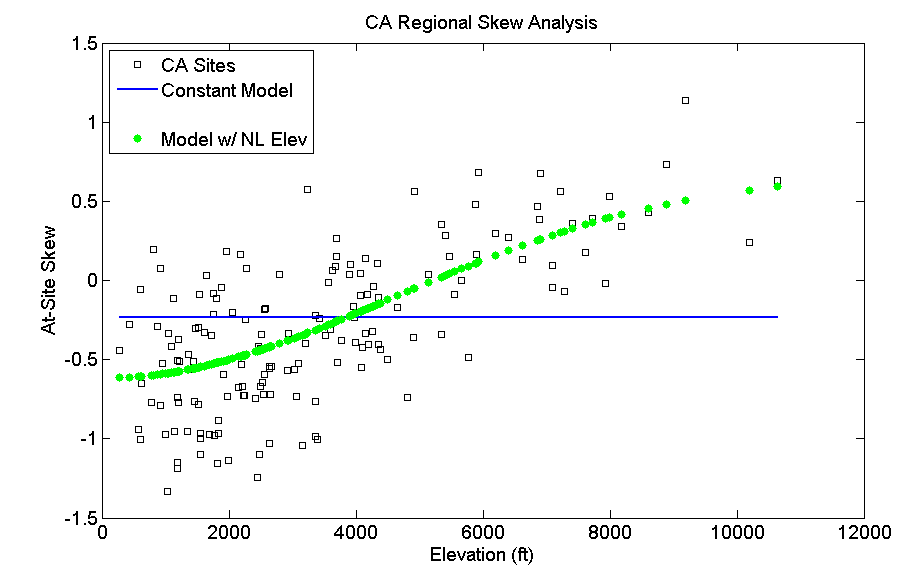 CA Regional Skew Analysis
1.5
1
0.5
0
-0.5
-1
-1.5
At-Site Skew
CA Sites
Constant Model
Model w/ NL Elev
0 2000 4000 6000 8000 10000 12000
Elevation (ft)